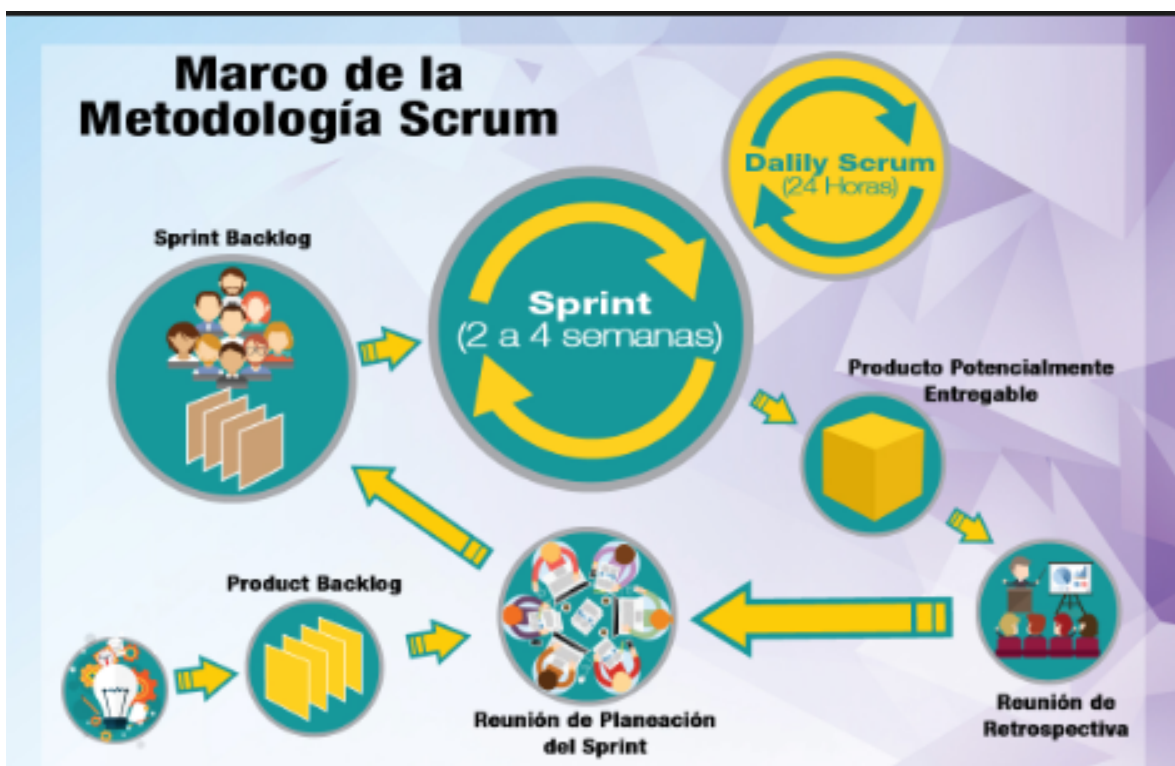 Marco de la
Metodología Scrum
Dalily Scrum
(24 Horas)
Sprint Backlog
Sprint
(2 a 4 semanas)
Producto Potencialmente
Entregable
Product Backlog
Reunión de Planeación
del Sprint
Reunión de
Retrospectiva